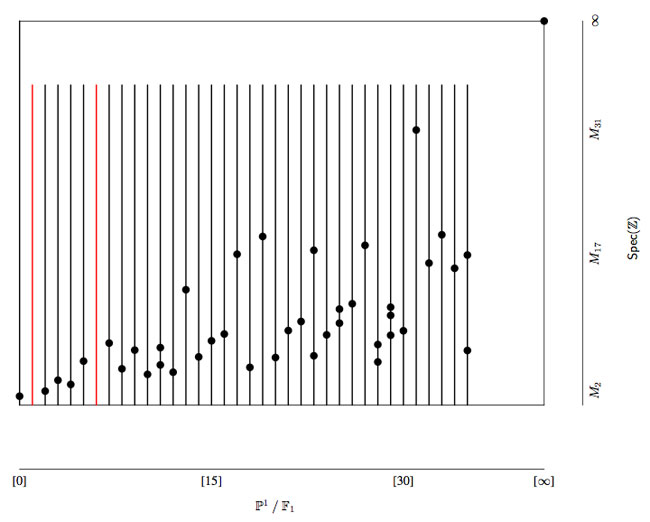 ∞
M₃₁
M₁₇
Spec(ℤ)
M₂
[0] [15] [30] [∞]
ℙ¹ / 𝔽₁